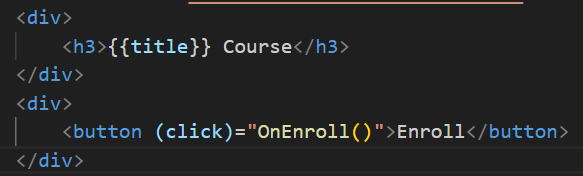 <div>
    <h3>{{title}} Course</h3>
</div>
<div>
    <button (click)="OnEnroll()">Enroll</button>
</div>